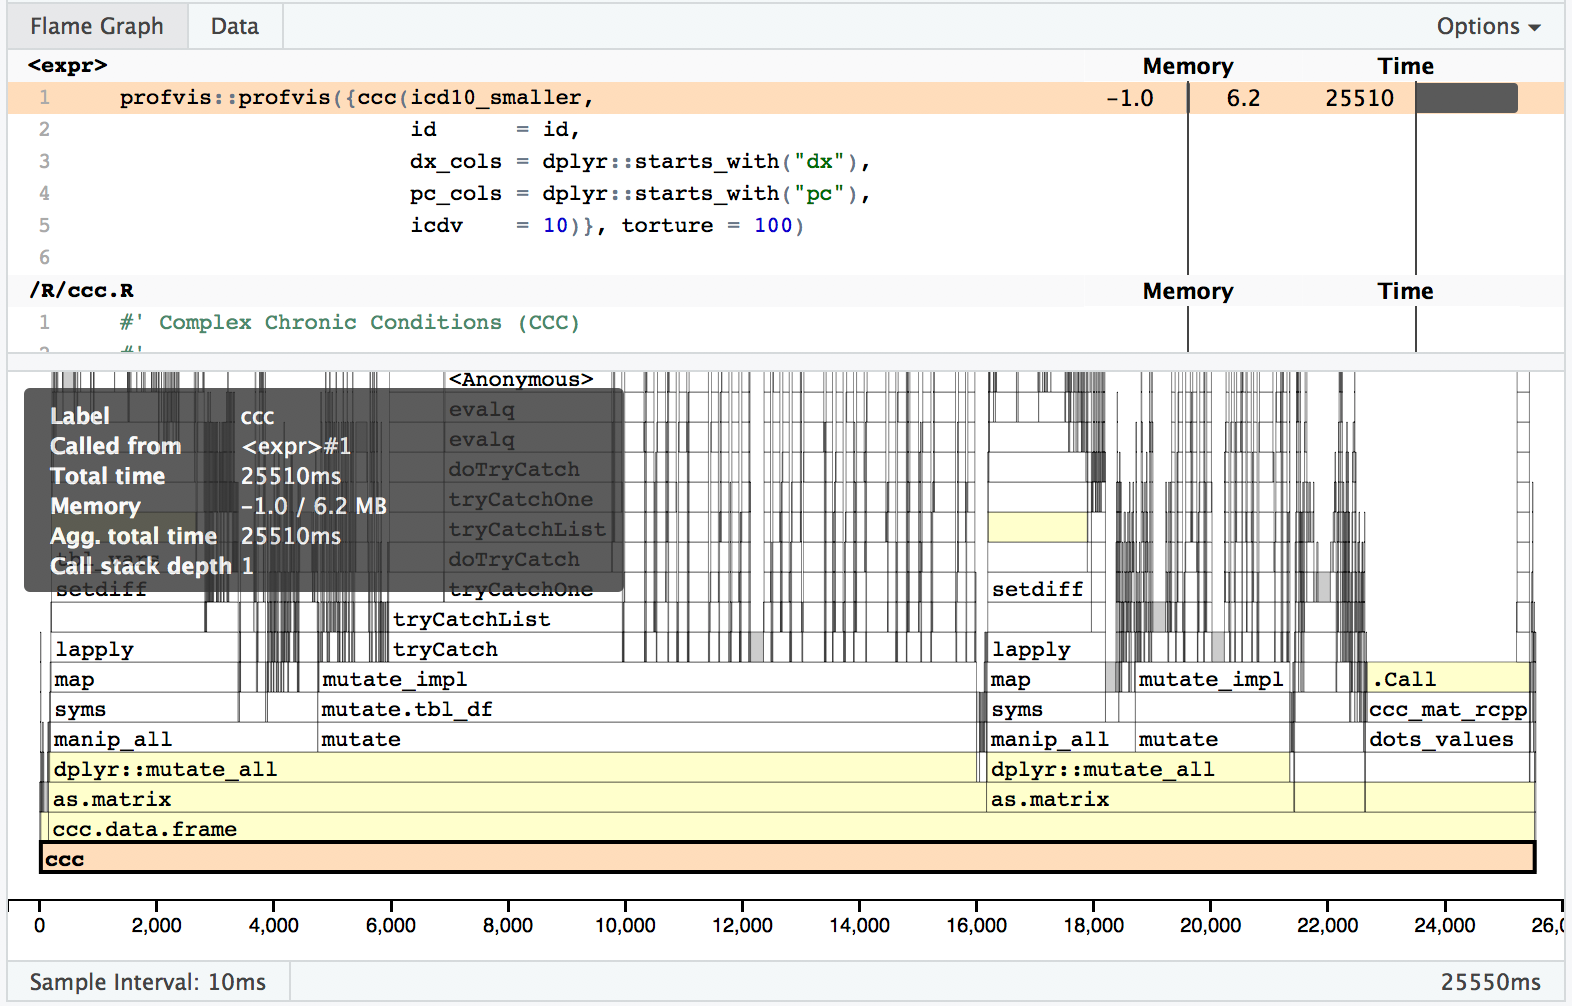 Flame Graph Data Options
<expr> Memory Time
1 profvis::profvis({ccc(icd10_smaller, -1.0 6.2 25510
2 id = id,
3 dx_cols = dplyr::starts_with("dx"),
4 pc_cols = dplyr::starts_with("pc"),
5 icdv = 10)}, torture = 100)
6
/R/ccc.R Memory Time
1 #' Complex Chronic Conditions (CCC)
2 #'
<Anonymous>
evalq
evalq
doTryCatch
tryCatchOne
tryCatchList
doTryCatch
Label ccc
Called from <expr>#1
Total time 25510ms
Memory -1.0 / 6.2 MB
Agg. total time 25510ms
Call stack depth 1
tbl_vars
setdiff tryCatchOne setdiff
tryCatchList
lapply tryCatch lapply
map mutate_impl map mutate_impl .Call
syms mutate.tbl_df syms ccc_mat_rcpp
manip_all mutate manip_all mutate dots_values
dplyr::mutate_all dplyr::mutate_all
as.matrix as.matrix
ccc.data.frame
ccc
0 2,000 4,000 6,000 8,000 10,000 12,000 14,000 16,000 18,000 20,000 22,000 24,000 26,0
Sample Interval: 10ms 25550ms